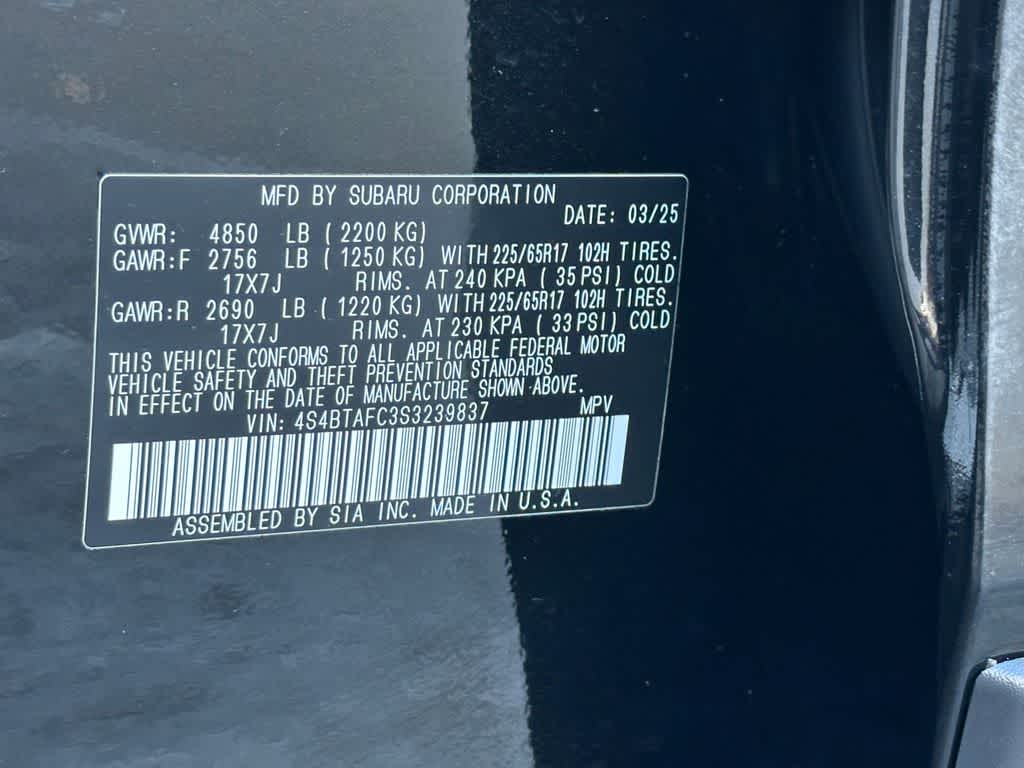 MFD BY SUBARU CORPORATION
DATE: 03/25
GVWR: 4850 LB ( 2200 KG)
GAWR:F 2756 LB ( 1250 KG) WITH 225/65R17 102H TIRES.
17X7J RIMS. AT 240 KPA ( 35 PSI) COLD
GAWR:R 2690 LB ( 1220 KG) WITH 225/65R17 102H TIRES.
17X7J RIMS. AT 230 KPA ( 33 PSI) COLD
THIS VEHICLE CONFORMS TO ALL APPLICABLE FEDERAL MOTOR
VEHICLE SAFETY AND THEFT PREVENTION STANDARDS
IN EFFECT ON THE DATE OF MANUFACTURE SHOWN ABOVE.
VIN: 4S4BTAFC3S3239837 MPV
ASSEMBLED BY SIA INC. MADE IN U.S.A.